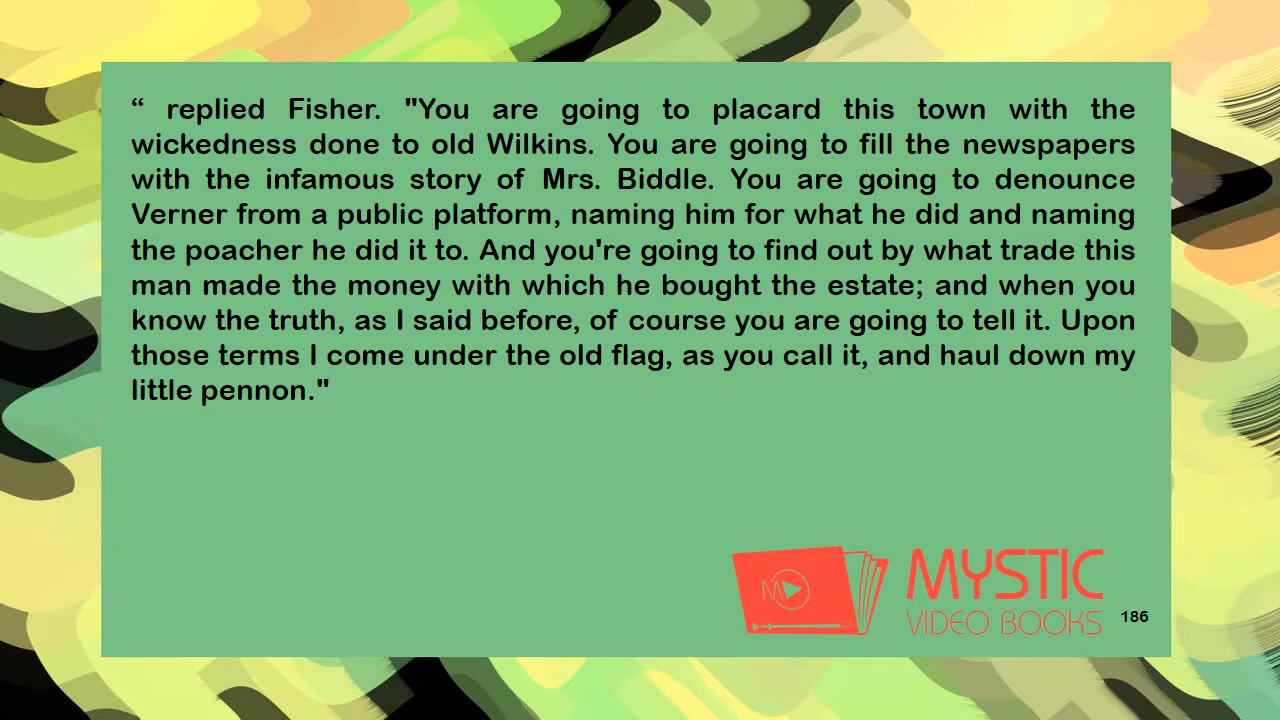 “ replied Fisher. "You are going to placard this town with the
wickedness done to old Wilkins. You are going to fill the newspapers
with the infamous story of Mrs. Biddle. You are going to denounce
Verner from a public platform, naming him for what he did and naming
the poacher he did it to. And you're going to find out by what trade this
man made the money with which he bought the estate; and when you
know the truth, as I said before, of course you are going to tell it. Upon
those terms I come under the old flag, as you call it, and haul down my
little pennon."
M
MYSTIC
VIDEO BOOKS
186